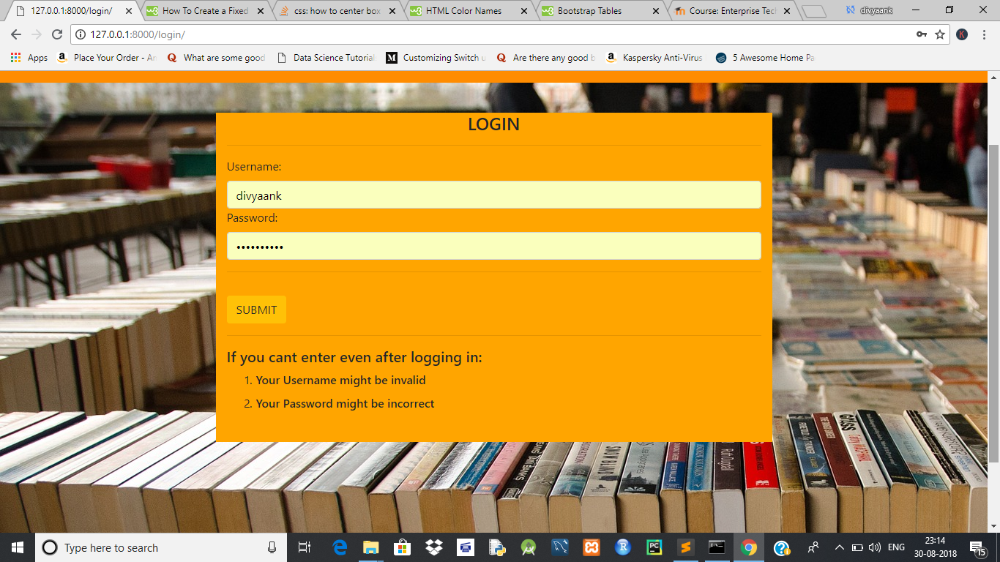 127.0.0.1:8000/login/
How To Create a Fixed
css: how to center box
HTML Color Names
Bootstrap Tables
Course: Enterprise Tech
divyaank
127.0.0.1:8000/login/
K
Apps
Place Your Order - Am
What are some good
Data Science Tutorial
Customizing Switch u
Are there any good b
Kaspersky Anti-Virus
5 Awesome Home Pa
LOGIN
Username:
divyaank
Password:
••••••••••
SUBMIT
If you cant enter even after logging in:
1. Your Username might be invalid
2. Your Password might be incorrect
Type here to search
ENG
23:14
30-08-2018
15